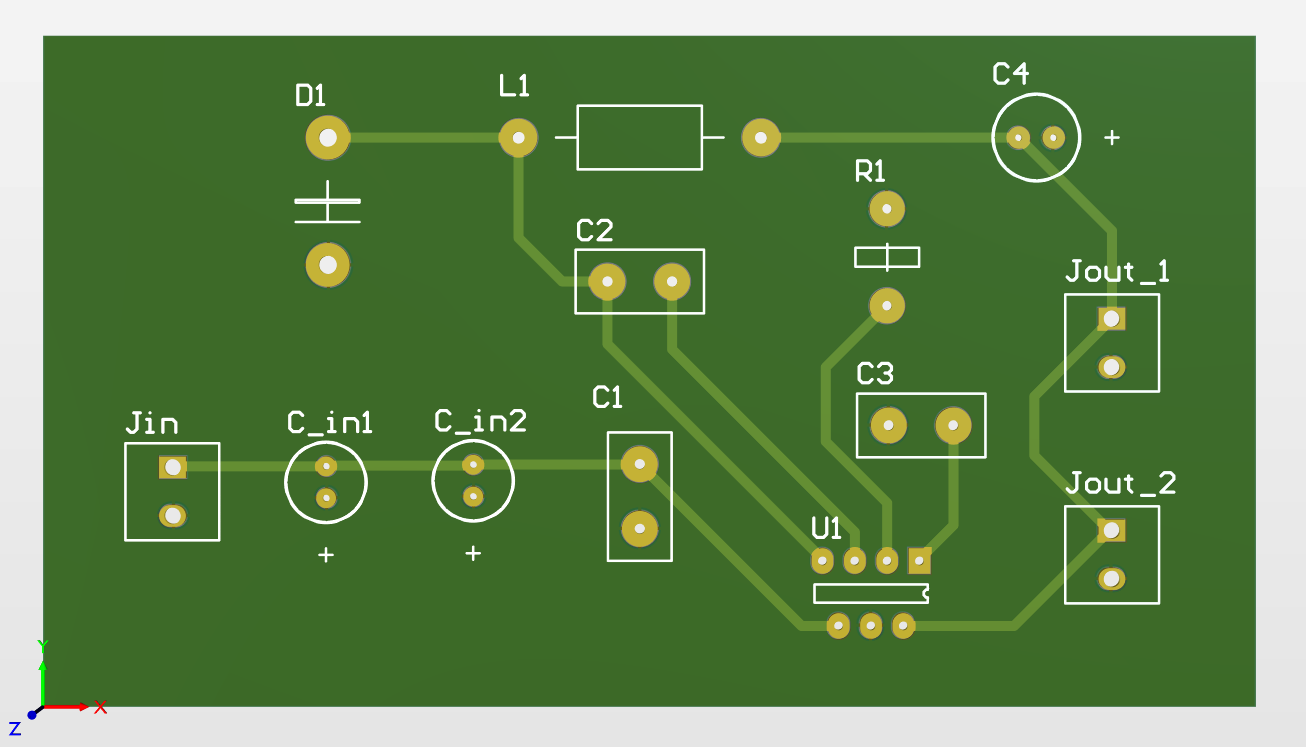 C4
L1
D1
R1
C2
Jout_1
C3
C1
Jin
C_in1
C_in2
+
Jout_2
U1
+
+
Y
X
Z